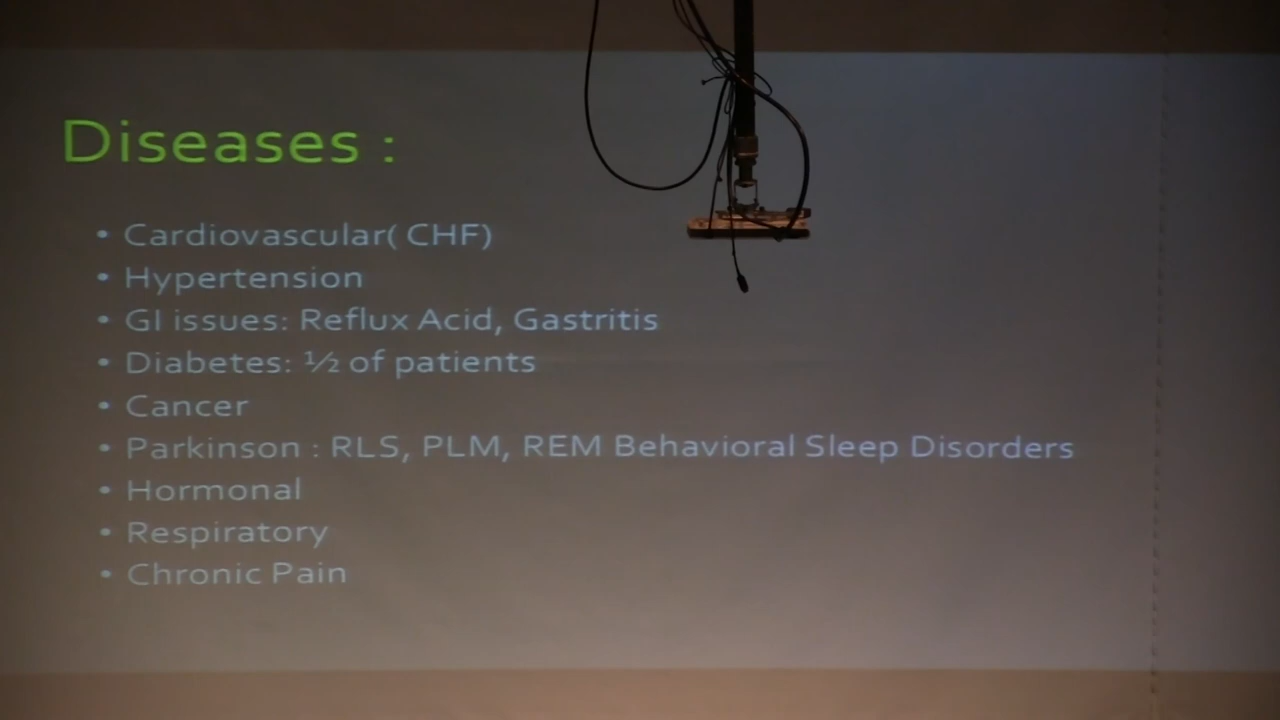 Diseases :
• Cardiovascular( CHF)
• Hypertension
• GI issues: Reflux Acid, Gastritis
• Diabetes: ½ of patients
• Cancer
• Parkinson : RLS, PLM, REM Behavioral Sleep Disorders
• Hormonal
• Respiratory
• Chronic Pain